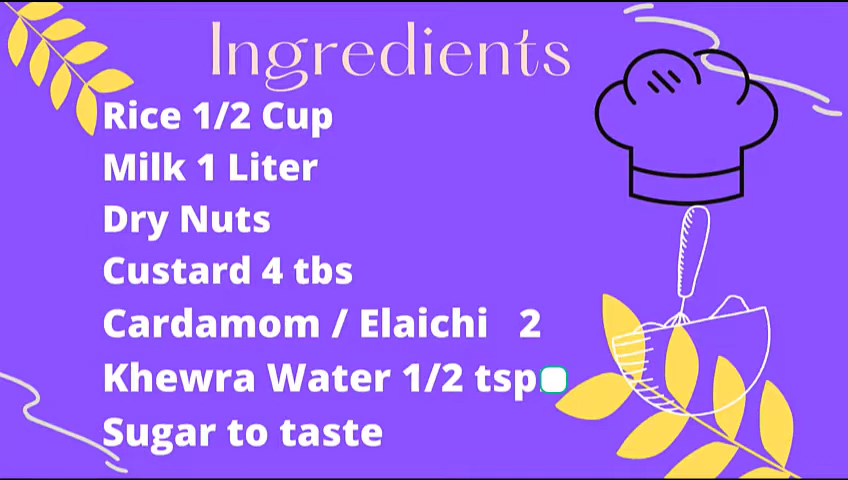 Ingredients
Rice 1/2 Cup
Milk 1 Liter
Dry Nuts
Custard 4 tbs
Cardamom / Elaichi 2
Khewra Water 1/2 tsp
Sugar to taste